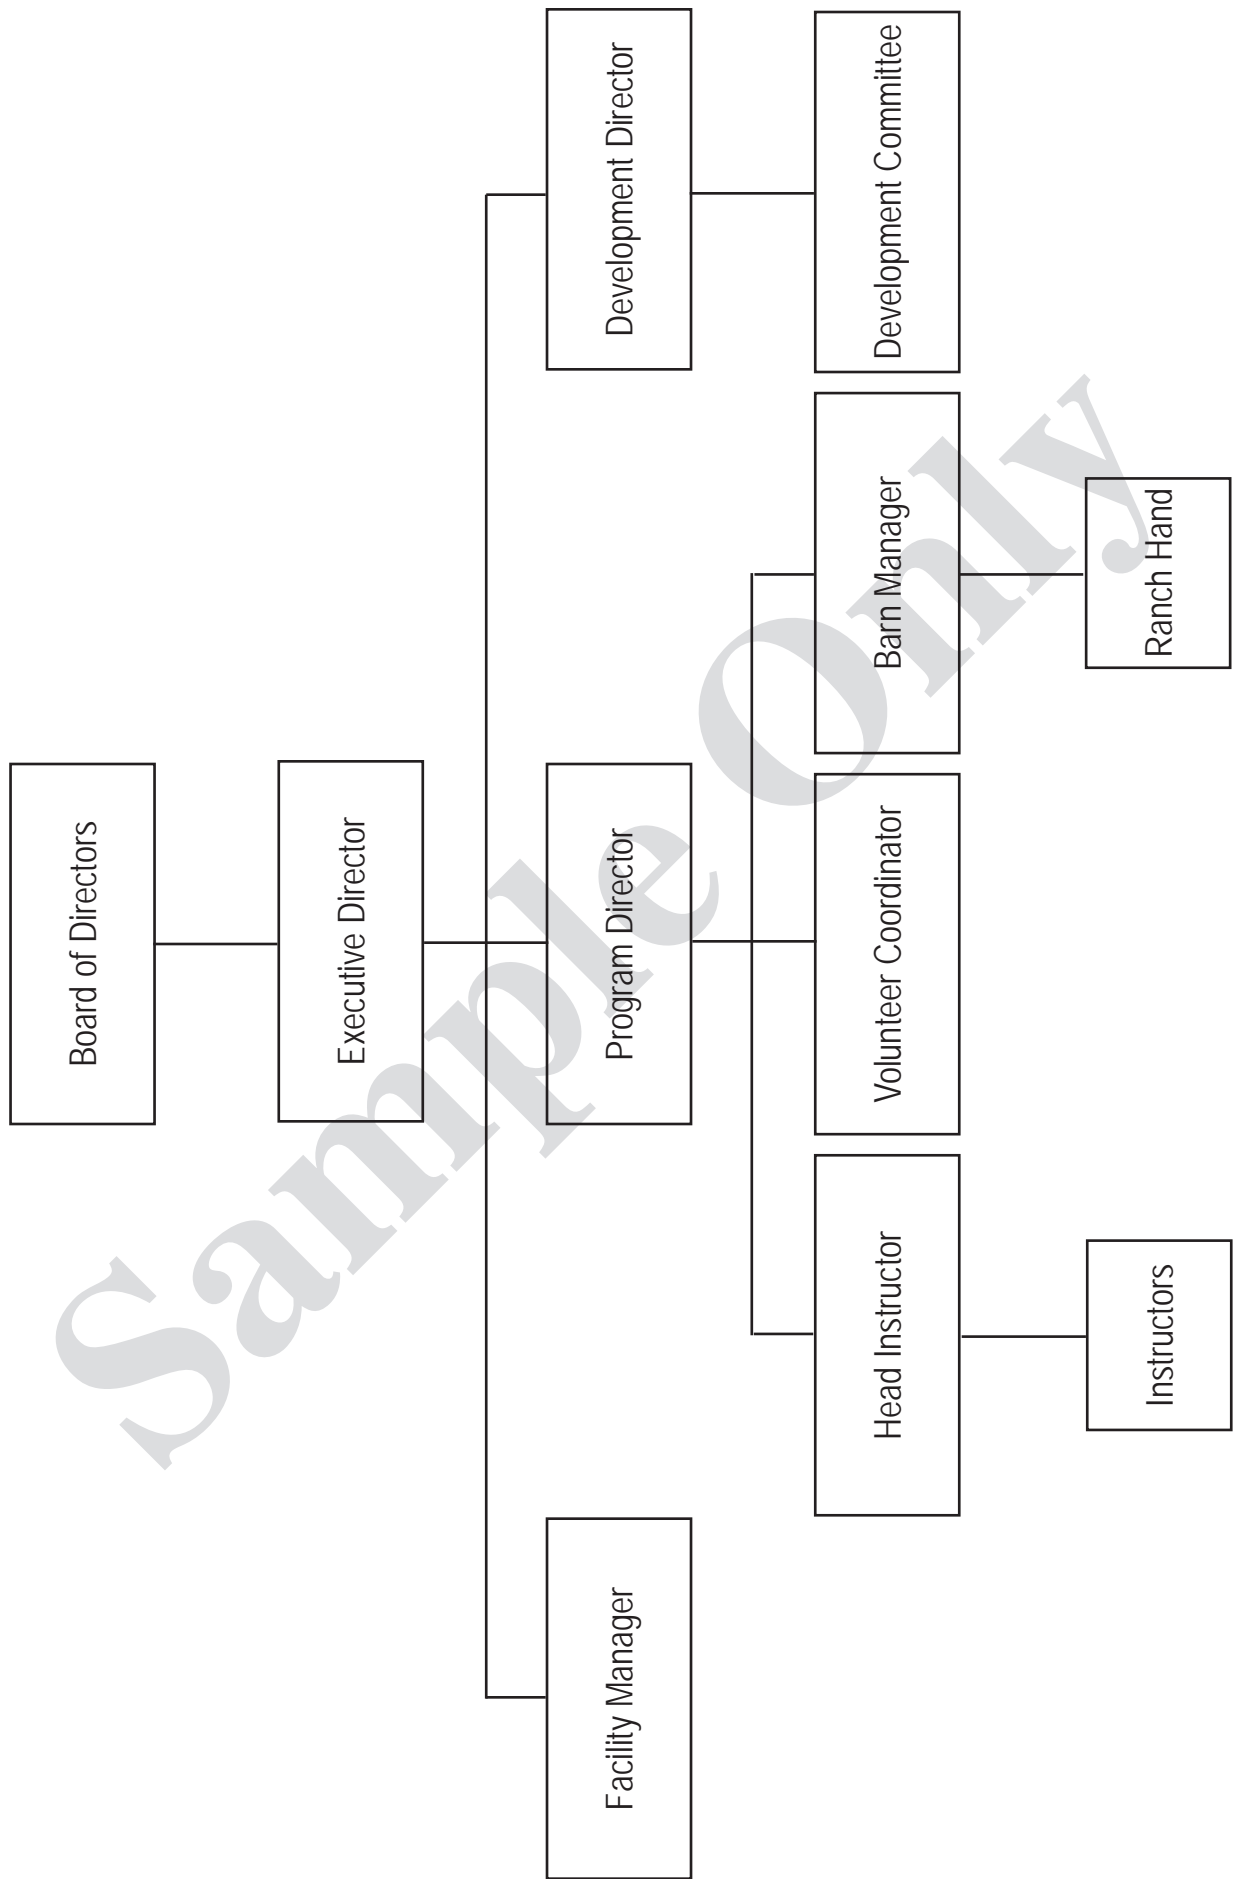 Board of Directors
Executive Director
Facility Manager
Program Director
Development Director
Head Instructor
Volunteer Coordinator
Barn Manager
Development Committee
Instructors
Ranch Hand
Sample Only